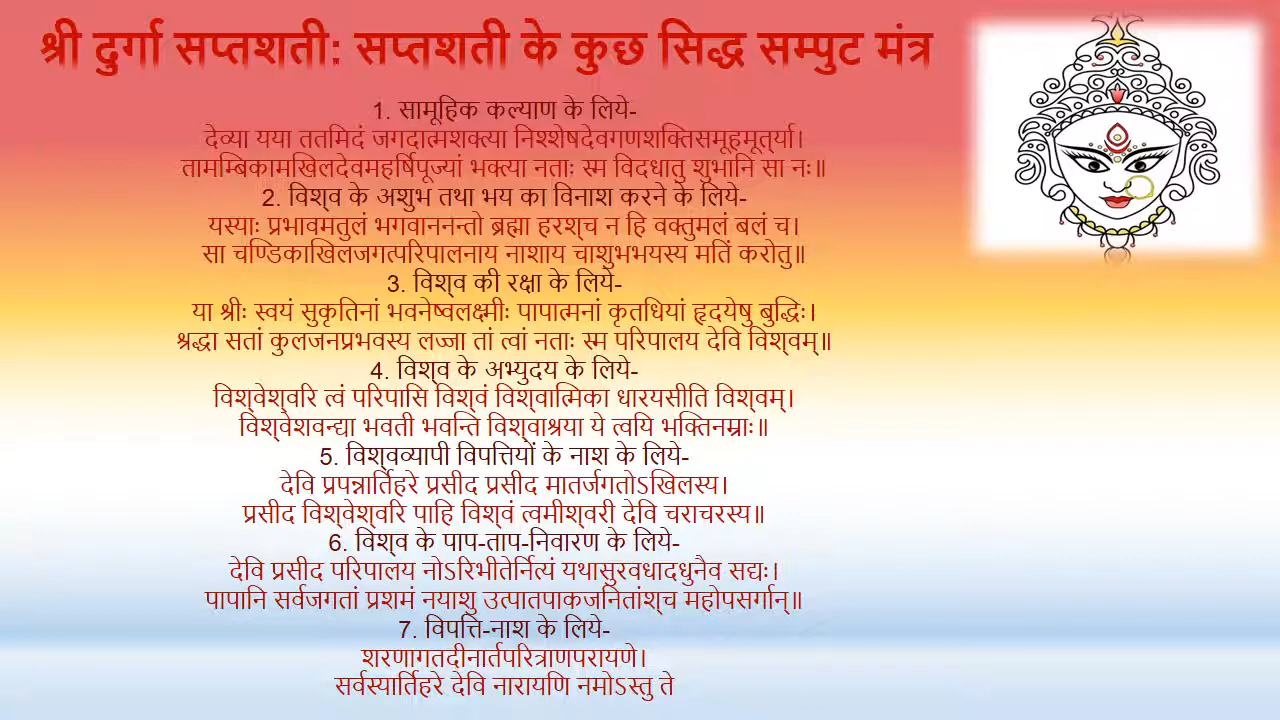 श्री दुर्गा सप्तशती: सप्तशती के कुछ सिद्ध सम्पुट मंत्र
1. सामूहिक कल्याण के लिये-
देव्या यया ततमिदं जगदात्मशक्त्या निश्शेषदेवगणशक्तिसमूहमूत्र्या।
तामम्बिकामखिलदेवमहर्षिपूज्यां भक्त्या नताः स्म विदधातु शुभानि सा नः॥
2. विश्‍व के अशुभ तथा भय का विनाश करने के लिये-
यस्याः प्रभावमतुलं भगवाननन्तो ब्रह्मा हरश्‍च न हि वक्तुमलं बलं च।
सा चण्डिकाखिलजगत्परिपालनाय नाशाय चाशुभभयस्य मतिं करोतु॥
3. विश्‍व की रक्षा के लिये-
या श्रीः स्वयं सुकृतिनां भवनेष्वलक्ष्मीः पापात्मनां कृतधियां हृदयेषु बुद्धिः।
श्रद्धा सतां कुलजनप्रभवस्य लज्जा तां त्वां नताः स्म परिपालय देवि विश्‍वम्॥
4. विश्‍व के अभ्युदय के लिये-
विश्‍वेश्‍वरि त्वं परिपासि विश्‍वं विश्‍वात्मिका धारयसीति विश्‍वम्।
विश्‍वेशवन्द्या भवती भवन्ति विश्‍वाश्रया ये त्वयि भक्तिनम्राः॥
5. विश्‍वव्यापी विपत्तियों के नाश के लिये-
देवि प्रपन्नार्तिहरे प्रसीद प्रसीद मातर्जगतोऽखिलस्य।
प्रसीद विश्‍वेश्‍वरि पाहि विश्‍वं त्वमीश्‍वरी देवि चराचरस्य॥
6. विश्‍व के पाप-ताप-निवारण के लिये-
देवि प्रसीद परिपालय नोऽरिभीतेर्नित्यं यथासुरवधादधुनैव सद्यः।
पापानि सर्वजगतां प्रशमं नयाशु उत्पातपाकजनितांश्‍च महोपसर्गान्॥
7. विपत्ति-नाश के लिये-
शरणागतदीनार्तपरित्राणपरायणे।
सर्वस्यार्तिहरे देवि नारायणि नमोऽस्तु ते